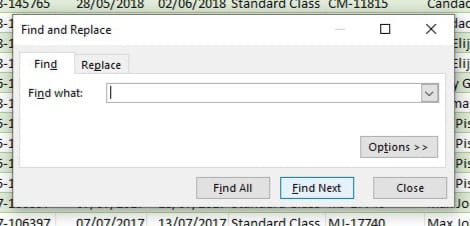 8-145765 28/05/2018 02/06/2018 Standard Class CM-11815 Candac
Find and Replace
Find Replace
Find what:
Options >>
Find All Find Next Close
7-106397 07/07/2017 13/07/2017 Standard Class MJ-17740 Max Jo